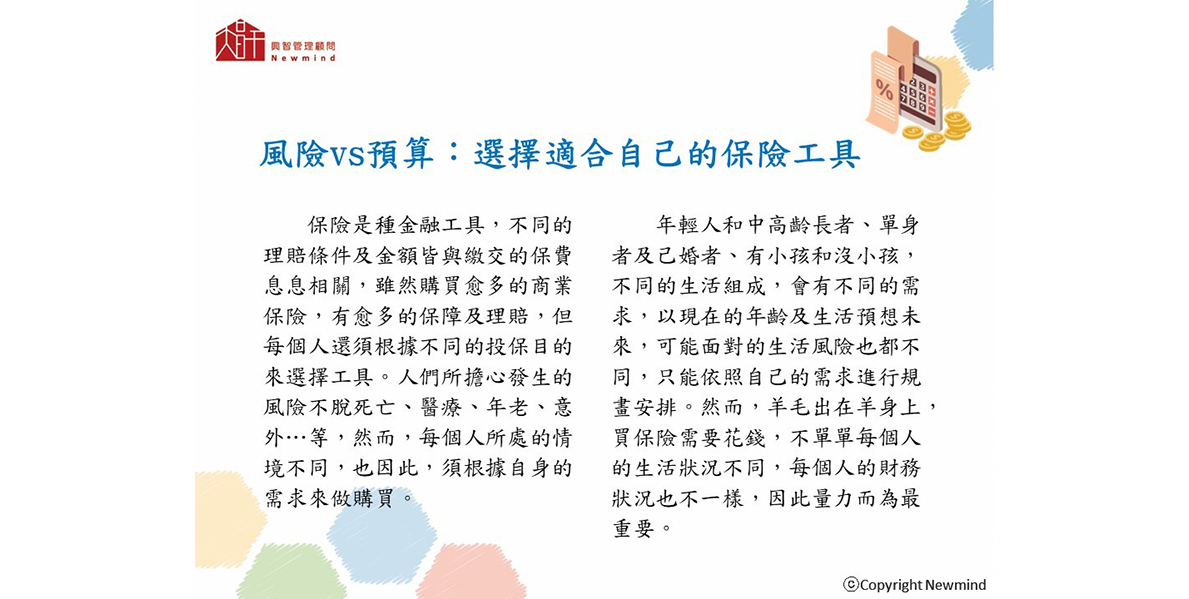 興智管理顧問
Newmind
%
風險vs預算：選擇適合自己的保險工具
保險是種金融工具，不同的
理賠條件及金額皆與繳交的保費
息息相關，雖然購買愈多的商業
保險，有愈多的保障及理賠，但
每個人還須根據不同的投保目的
來選擇工具。人們所擔心發生的
風險不脫死亡、醫療、年老、意
外…等，然而，每個人所處的情
境不同，也因此，須根據自身的
需求來做購買。
年輕人和中高齡長者、單身
者及己婚者、有小孩和沒小孩，
不同的生活組成，會有不同的需
求，以現在的年齡及生活預想未
來，可能面對的生活風險也都不
同，只能依照自己的需求進行規
畫安排。然而，羊毛出在羊身上，
買保險需要花錢，不單單每個人
的生活狀況不同，每個人的財務
狀況也不一樣，因此量力而為最
重要。
ⓒCopyright Newmind